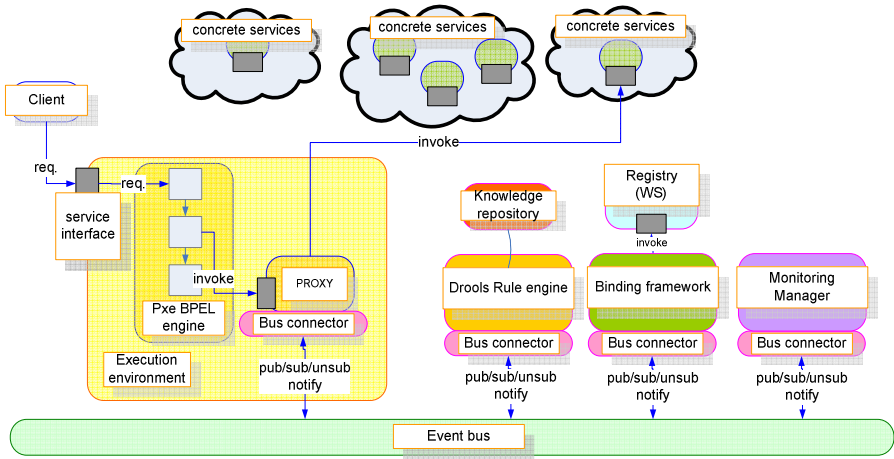 concrete services
concrete services
concrete services
Client
invoke
req.
req.
service
interface
Registry
(WS)
Knowledge
repository
invoke
invoke
PROXY
Drools Rule engine
Binding framework
Monitoring
Manager
Pxe BPEL
engine
Bus connector
Bus connector
Bus connector
Bus connector
Execution
environment
pub/sub/unsub
notify
pub/sub/unsub
notify
pub/sub/unsub
notify
pub/sub/unsub
notify
Event bus